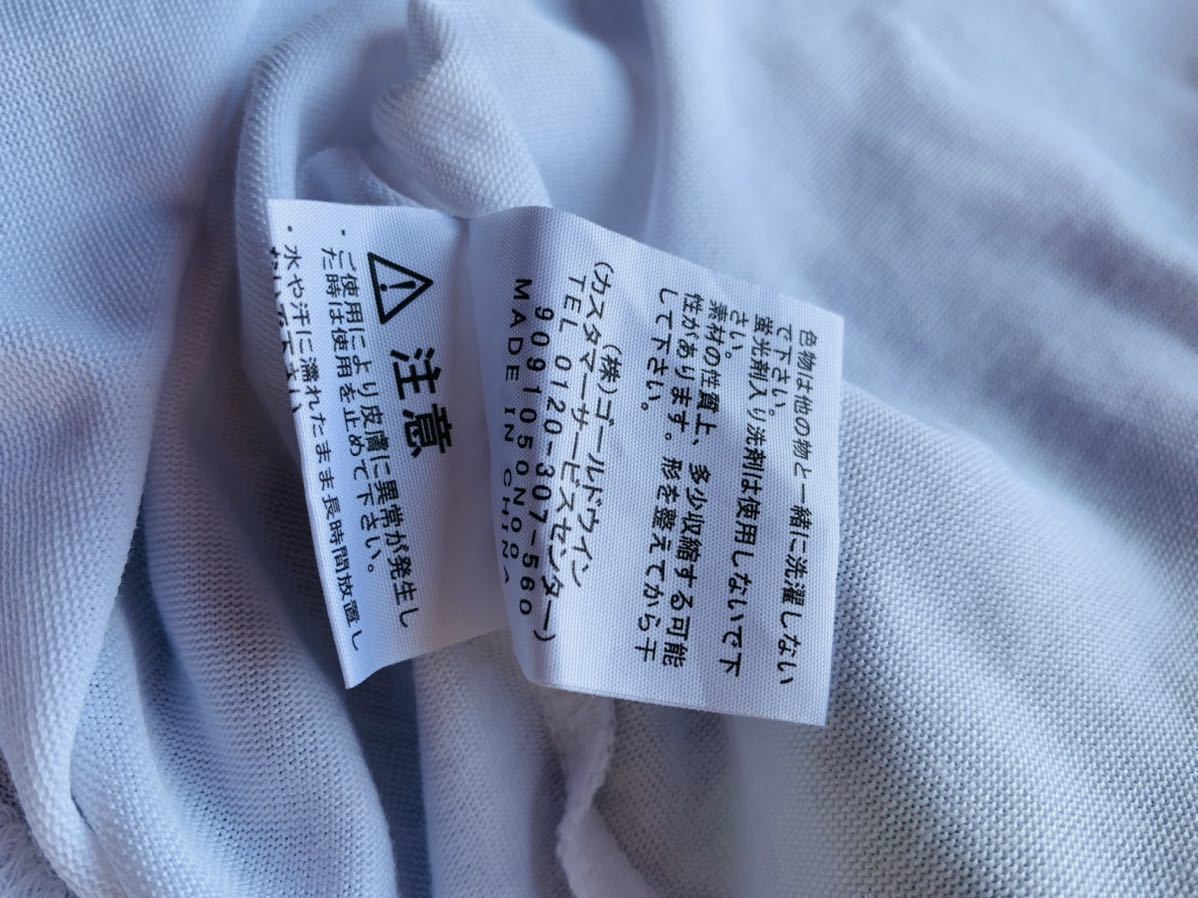 色物は他の物と一緒に洗濯しない
で下さい。
蛍光剤入り洗剤は使用しないで下
さい。
素材の性質上、多少収縮する可能
性があります。形を整えてから干
して下さい。
(株)ゴールドウイン
(カスタマーサービスセンター)
TEL 0120-307-560
909105ONOO
MADE IN CHINA
注意
・ご使用により皮膚に異常が発生し
た時は使用を止めて下さい。
・水や汗に濡れたまま長時間放置し